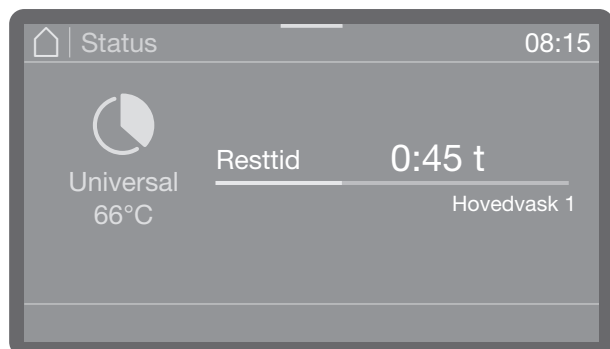 Status
08:15
Resttid 0:45 t
Universal
66°C
Hovedvask 1